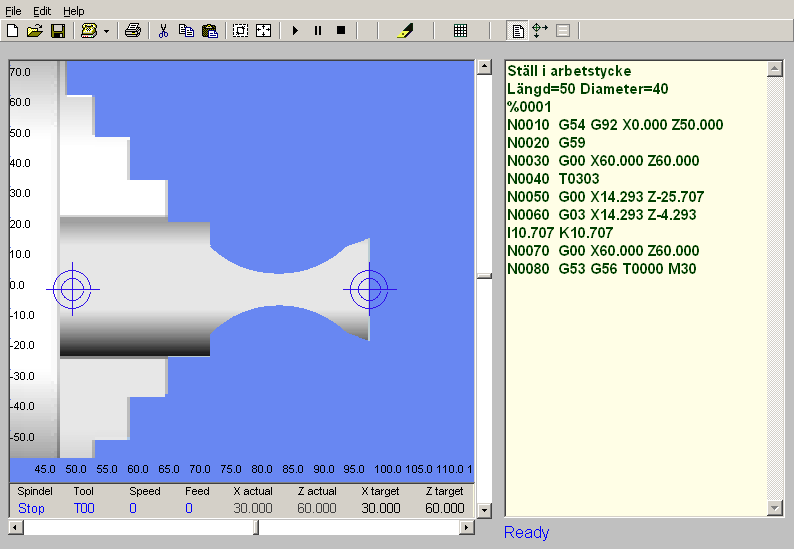 File Edit Help
70.0
60.0
50.0
40.0
30.0
20.0
10.0
0.0
-10.0
-20.0
-30.0
-40.0
-50.0
45.0 50.0 55.0 60.0 65.0 70.0 75.0 80.0 85.0 90.0 95.0 100.0 105.0 110.0 1
Spindel Tool Speed Feed X actual Z actual X target Z target
Stop T00 0 0 30.000 60.000 30.000 60.000
Ställ i arbetstycke
Längd=50 Diameter=40
%0001
N0010 G54 G92 X0.000 Z50.000
N0020 G59
N0030 G00 X60.000 Z60.000
N0040 T0303
N0050 G00 X14.293 Z-25.707
N0060 G03 X14.293 Z-4.293
I10.707 K10.707
N0070 G00 X60.000 Z60.000
N0080 G53 G56 T0000 M30
Ready